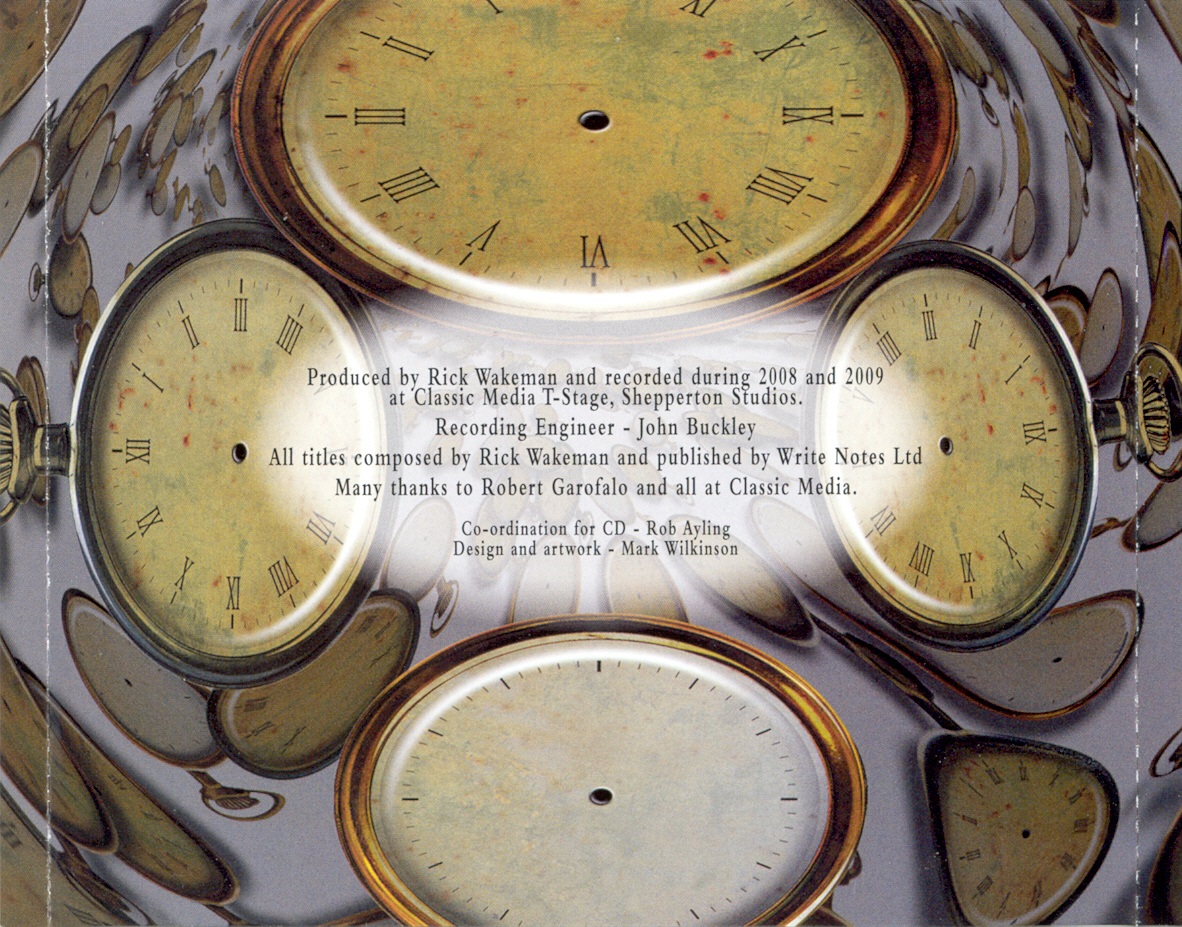 Produced by Rick Wakeman and recorded during 2008 and 2009
at Classic Media T-Stage, Shepperton Studios.
Recording Engineer - John Buckley
All titles composed by Rick Wakeman and published by Write Notes Ltd
Many thanks to Robert Garofalo and all at Classic Media.
Co-ordination for CD - Rob Ayling
Design and artwork - Mark Wilkinson